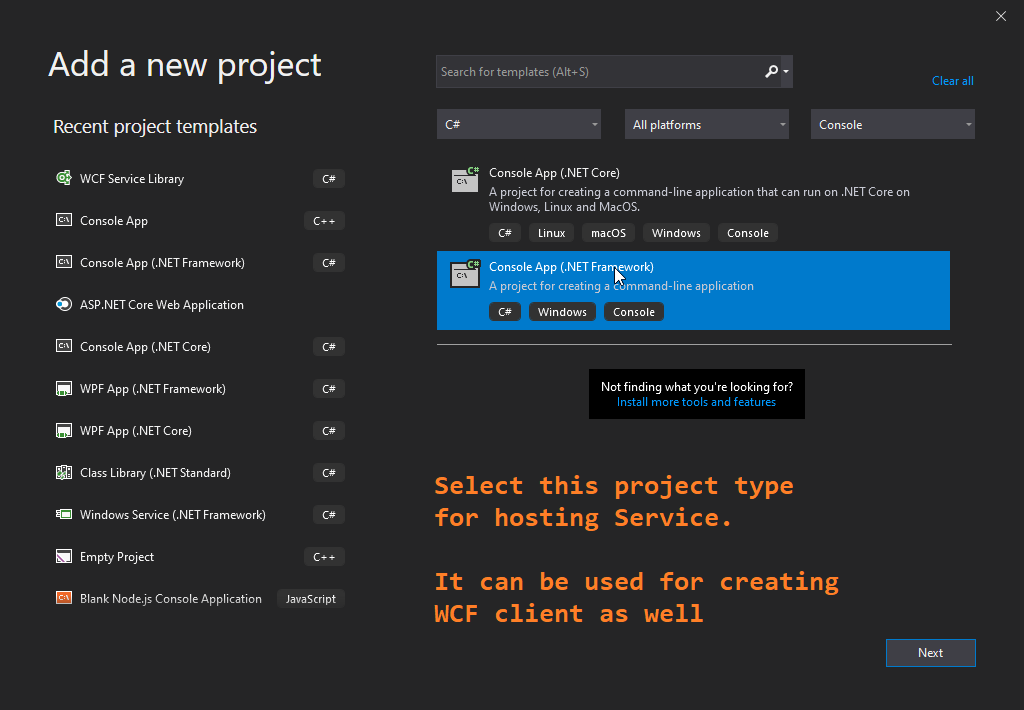 Add a new project
Search for templates (Alt+S)
Clear all
Recent project templates
C#
All platforms
Console
WCF Service Library
C#
Console App
C++
Console App (.NET Framework)
C#
ASP.NET Core Web Application
Console App (.NET Core)
C#
WPF App (.NET Framework)
C#
WPF App (.NET Core)
C#
Class Library (.NET Standard)
C#
Windows Service (.NET Framework)
C#
Empty Project
C++
Blank Node.js Console Application
JavaScript
Console App (.NET Core)
A project for creating a command-line application that can run on .NET Core on
Windows, Linux and MacOS.
C#
Linux
macOS
Windows
Console
Console App (.NET Framework)
A project for creating a command-line application
C#
Windows
Console
Not finding what you're looking for?
Install more tools and features
Select this project type
for hosting Service.
It can be used for creating
WCF client as well
Next